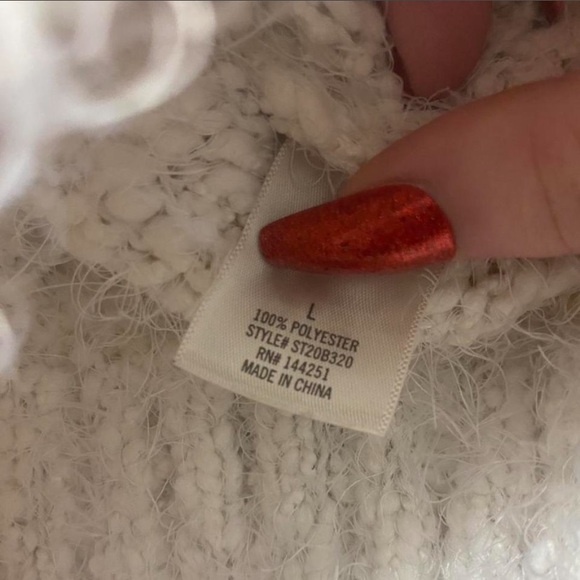 L
100% POLYESTER
STYLE# ST20B320
RN# 144251
MADE IN CHINA